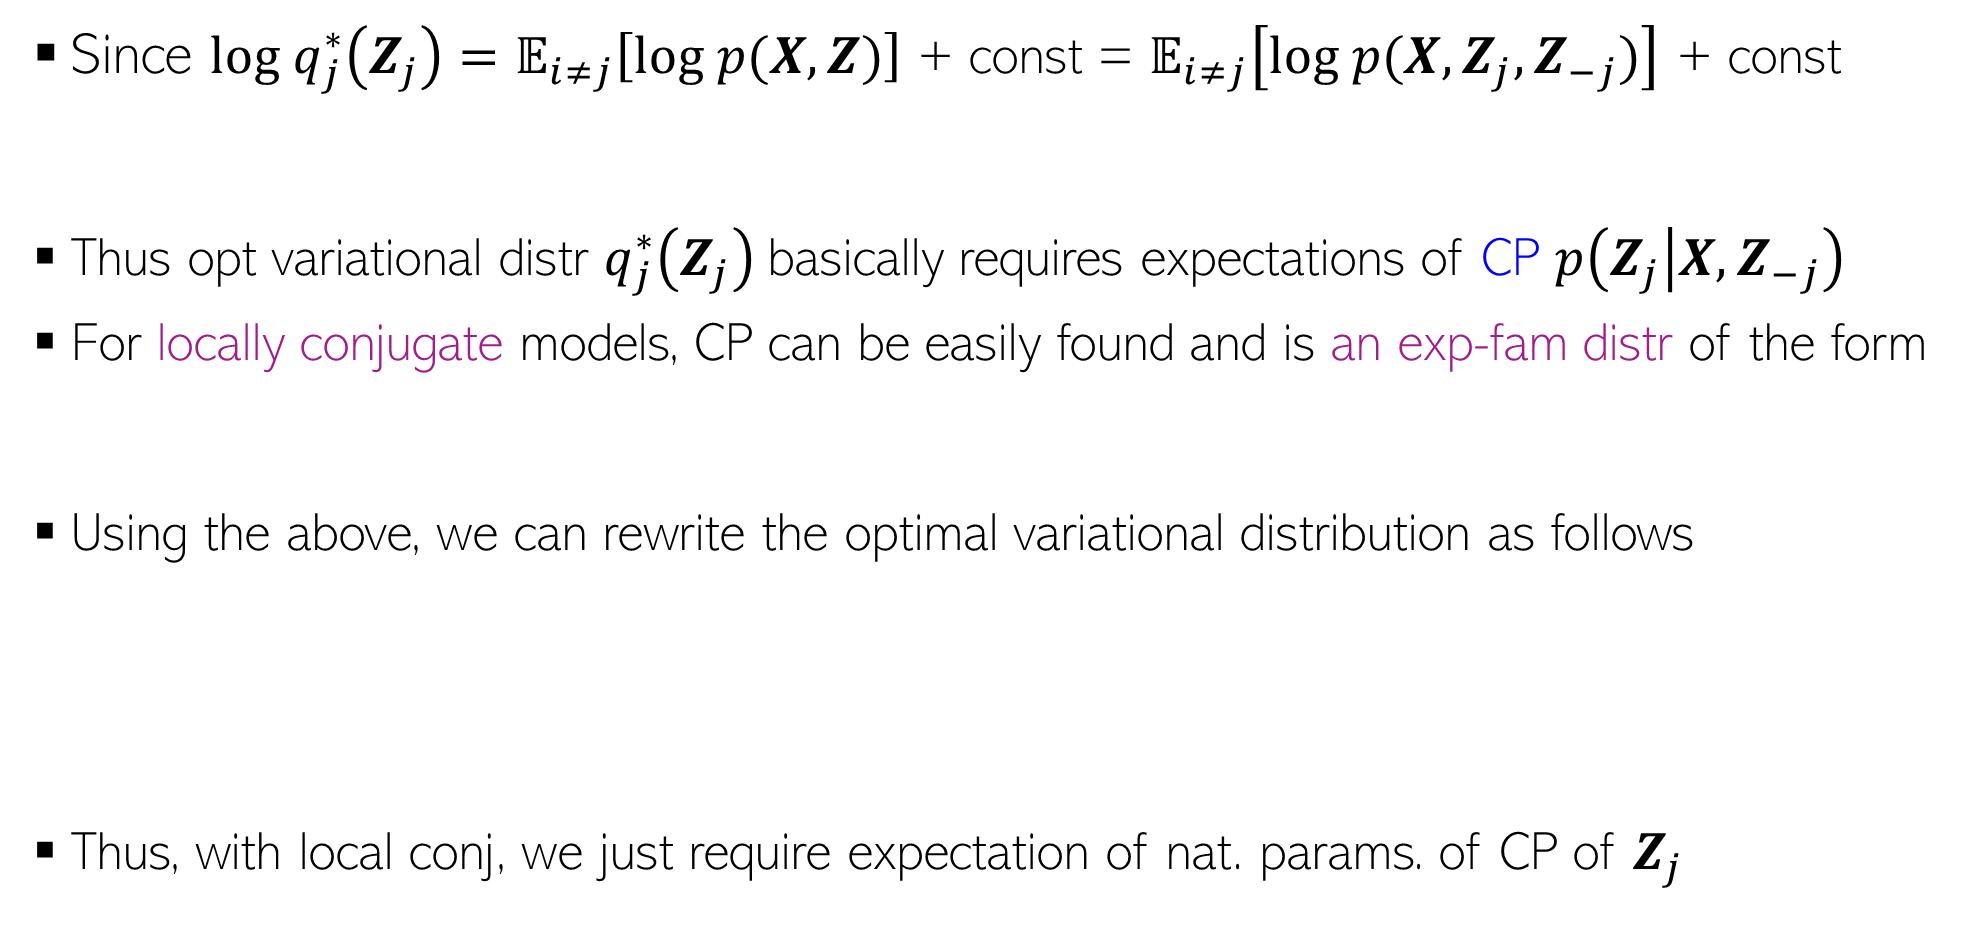 ▪ Since log q*_j(Z_j) = 𝔼_{i≠j}[log p(X, Z)] + const = 𝔼_{i≠j}[log p(X, Z_j, Z_{−j})] + const
▪ Thus opt variational distr q*_j(Z_j) basically requires expectations of CP p(Z_j|X, Z_{−j})
▪ For locally conjugate models, CP can be easily found and is an exp-fam distr of the form
▪ Using the above, we can rewrite the optimal variational distribution as follows
▪ Thus, with local conj, we just require expectation of nat. params. of CP of Z_j